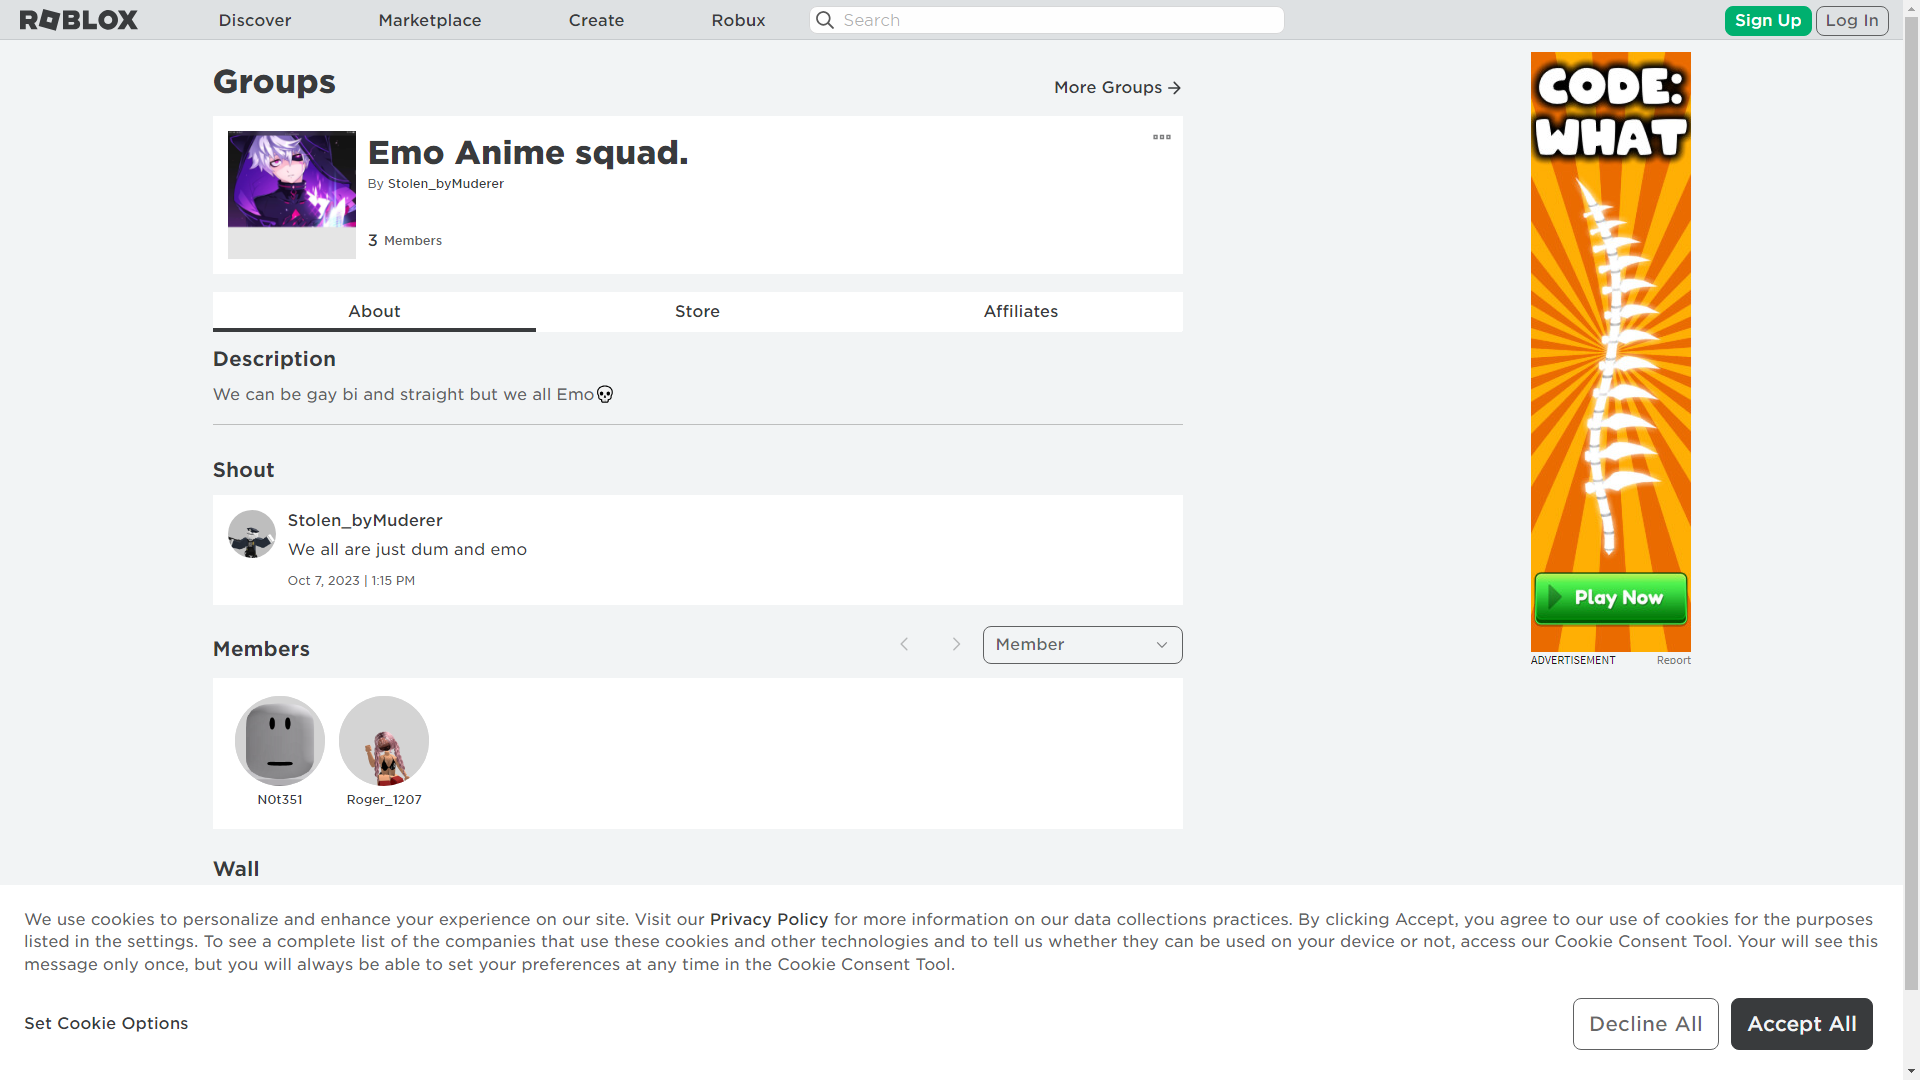 ROBLOX
Discover
Marketplace
Create
Robux
Search
Sign Up
Log In
Groups
More Groups
Emo Anime squad.
By Stolen_byMuderer
3 Members
About
Store
Affiliates
Description
We can be gay bi and straight but we all Emo💀
Shout
Stolen_byMuderer
We all are just dum and emo
Oct 7, 2023 | 1:15 PM
Members
Member
N0t351
Roger_1207
Wall
CODE:
WHAT
Play Now
ADVERTISEMENT
Report
We use cookies to personalize and enhance your experience on our site. Visit our Privacy Policy for more information on our data collections practices. By clicking Accept, you agree to our use of cookies for the purposes
listed in the settings. To see a complete list of the companies that use these cookies and other technologies and to tell us whether they can be used on your device or not, access our Cookie Consent Tool. Your will see this
message only once, but you will always be able to set your preferences at any time in the Cookie Consent Tool.
Set Cookie Options
Decline All
Accept All